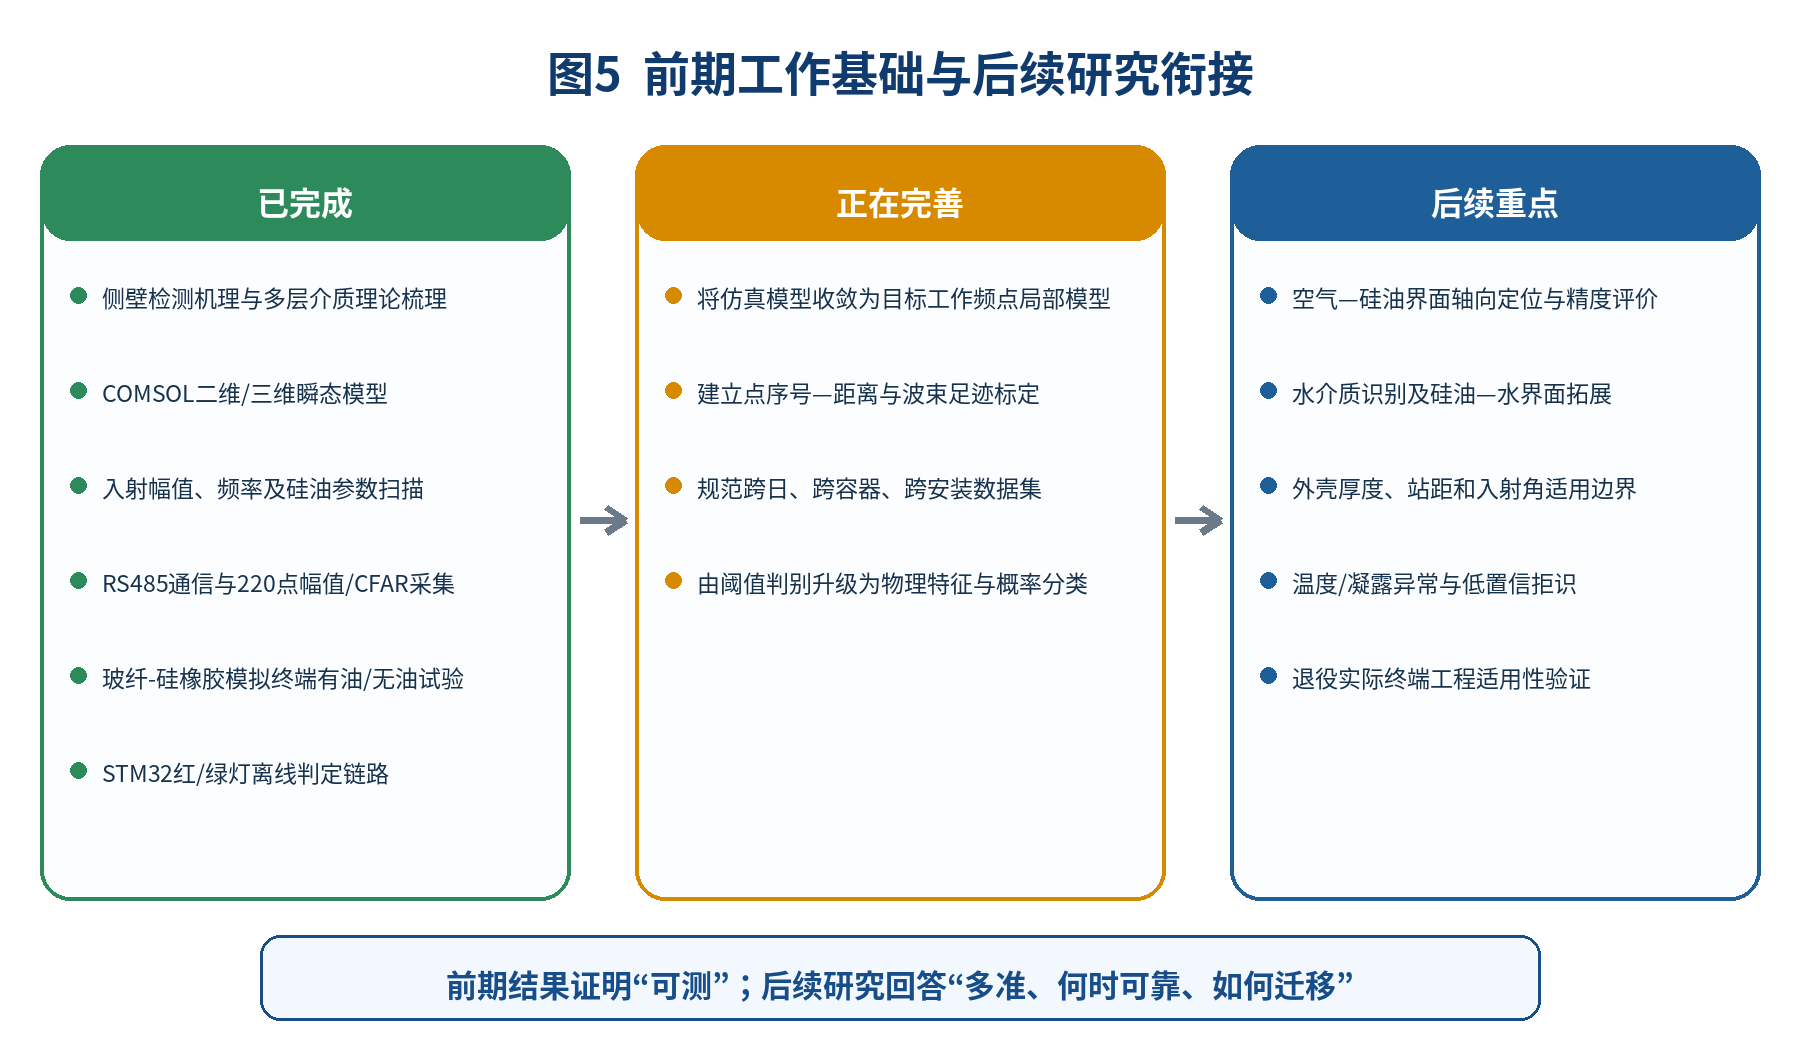 图5 前期工作基础与后续研究衔接
已完成
侧壁检测机理与多层介质理论梳理
COMSOL二维/三维瞬态模型
入射幅值、频率及硅油参数扫描
RS485通信与220点幅值/CFAR采集
玻纤-硅橡胶模拟终端有油/无油试验
STM32红/绿灯离线判定链路
正在完善
将仿真模型收敛为目标工作频点局部模型
建立点序号—距离与波束足迹标定
规范跨日、跨容器、跨安装数据集
由阈值判别升级为物理特征与概率分类
后续重点
空气—硅油界面轴向定位与精度评价
水介质识别及硅油—水界面拓展
外壳厚度、站距和入射角适用边界
温度/凝露异常与低置信拒识
退役实际终端工程适用性验证
前期结果证明“可测”；后续研究回答“多准、何时可靠、如何迁移”